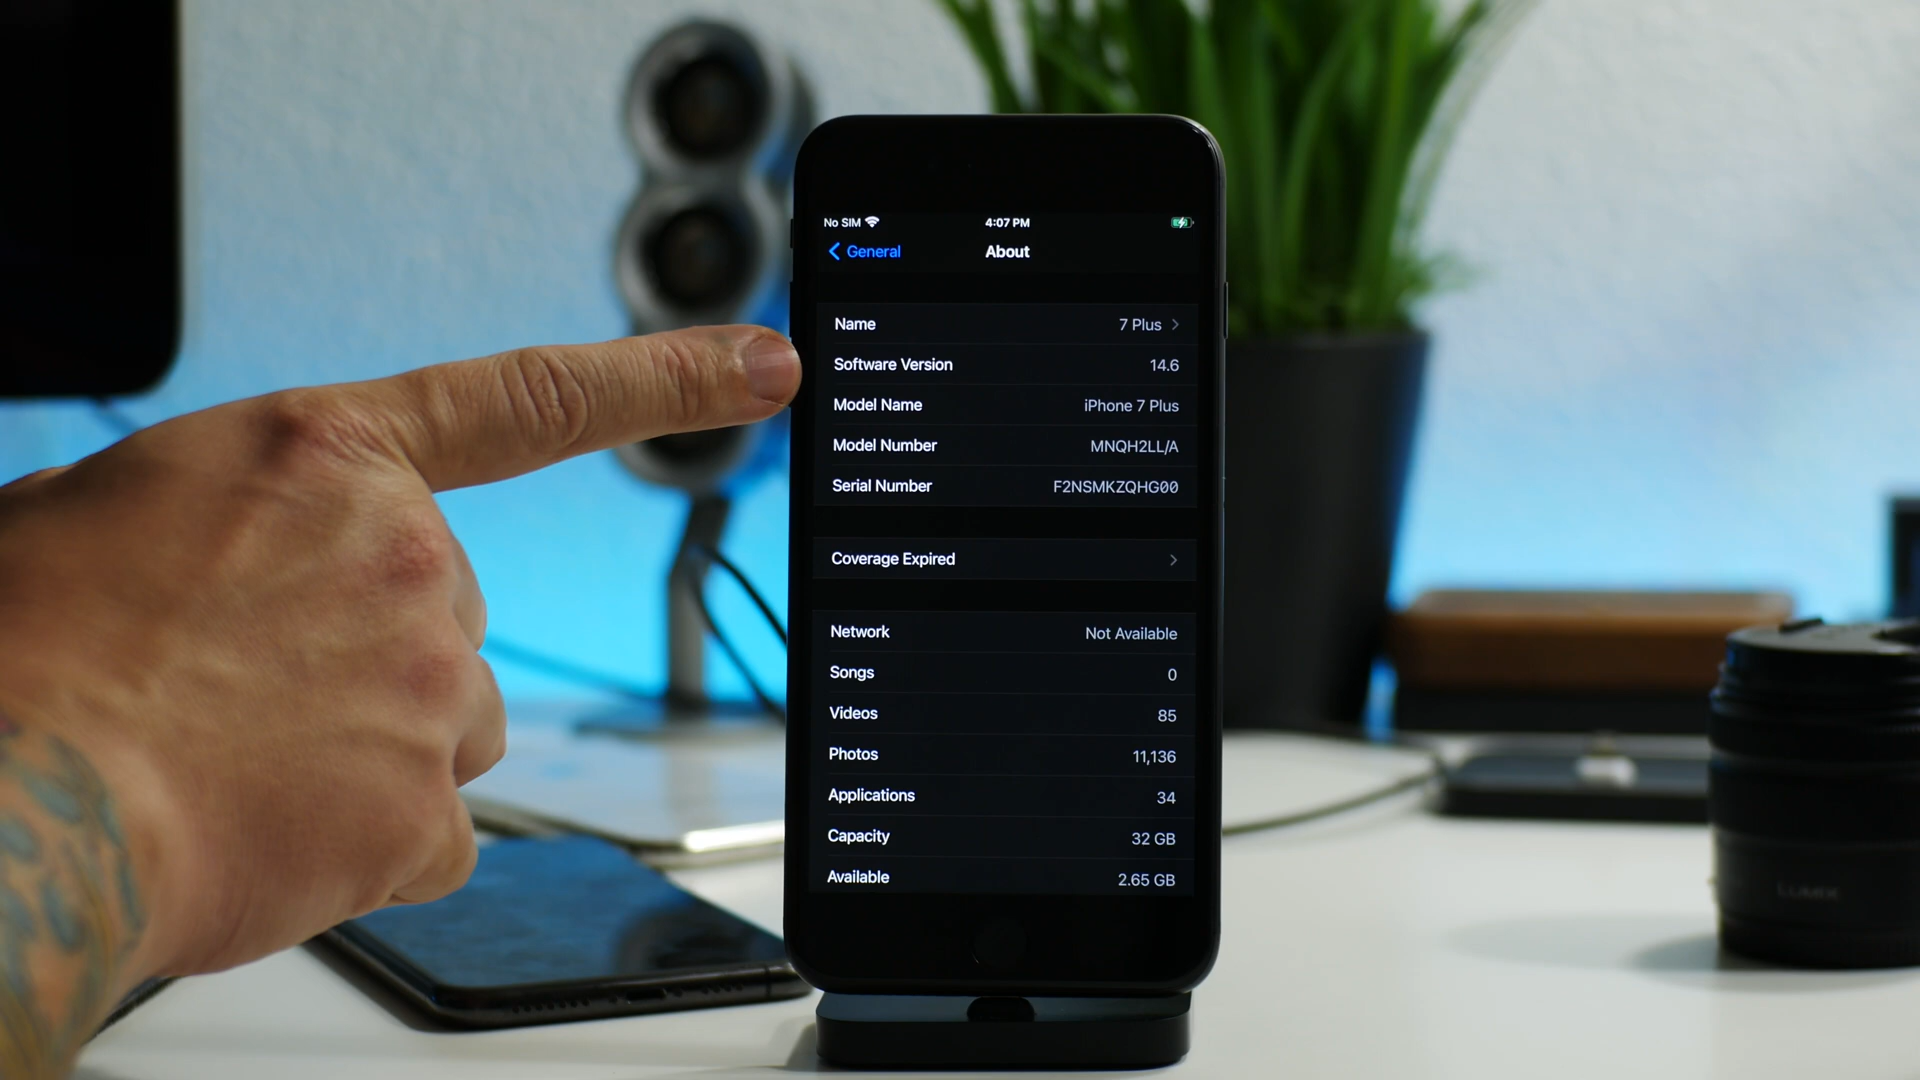 No SIM 4:07 PM
General About
Name 7 Plus
Software Version 14.6
Model Name iPhone 7 Plus
Model Number MNQH2LL/A
Serial Number F2NSMKZQHG00
Coverage Expired
Network Not Available
Songs 0
Videos 85
Photos 11,136
Applications 34
Capacity 32 GB
Available 2.65 GB
LUMIX